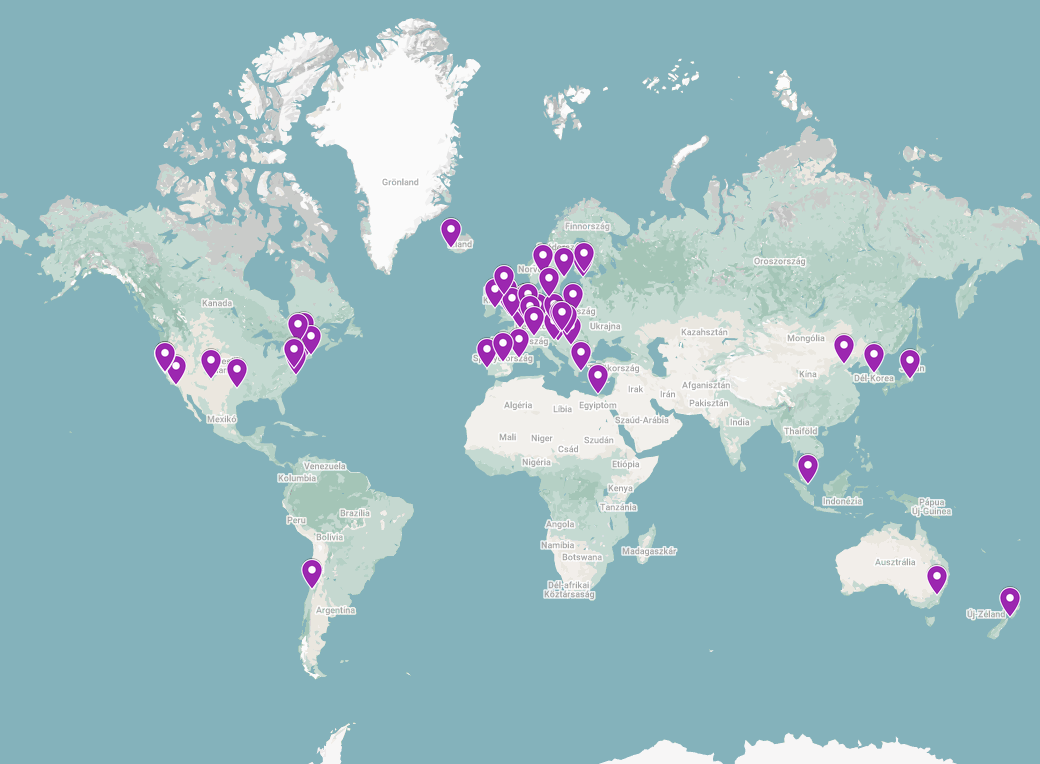 Grönland
Finnország
Oroszország
Kanada
Ukrajna
Kazahsztán
Mongólia
Kína
Dél-Korea
Irak
Irán
Afganisztán
Pakisztán
Mexikó
Algéria
Líbia
Egyiptom
Szaúd-Arábia
India
Thaiföld
Mali
Niger
Csád
Szudán
Nigéria
Etiópia
Venezuela
Kolumbia
Kenya
Tanzánia
Indonézia
Pápua
Új-Guinea
Peru
Brazília
Bolívia
Angola
Namíbia
Botswana
Madagaszkár
Ausztrália
Dél-afrikai
Köztársaság
Argentína
Új-Zéland